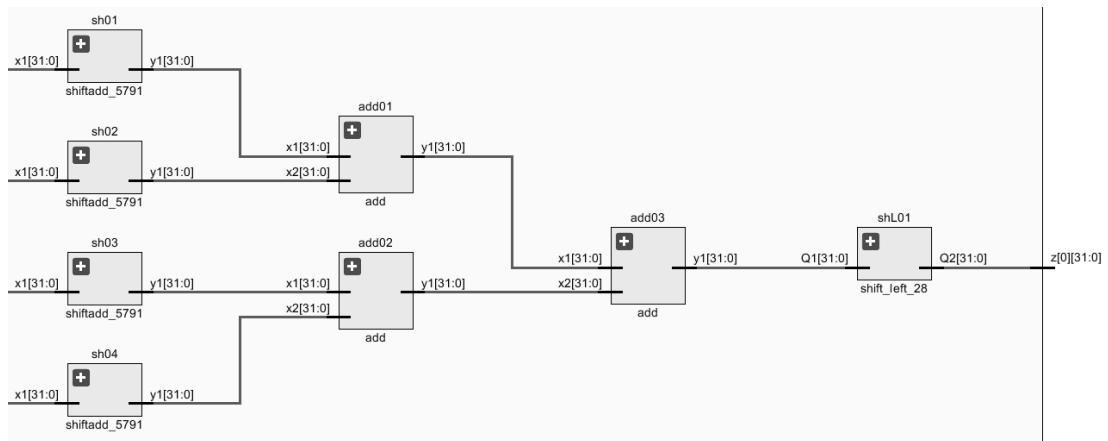 sh01
x1[31:0] y1[31:0]
shiftadd_5791
add01
sh02
x1[31:0] y1[31:0]
x1[31:0] y1[31:0]
x2[31:0]
shiftadd_5791
add
add03
shL01
sh03
add02
x1[31:0] y1[31:0] Q1[31:0] Q2[31:0] z[0][31:0]
x1[31:0] y1[31:0] x1[31:0] y1[31:0] x2[31:0]
shift_left_28
x2[31:0]
shiftadd_5791
add
add
sh04
x1[31:0] y1[31:0]
shiftadd_5791